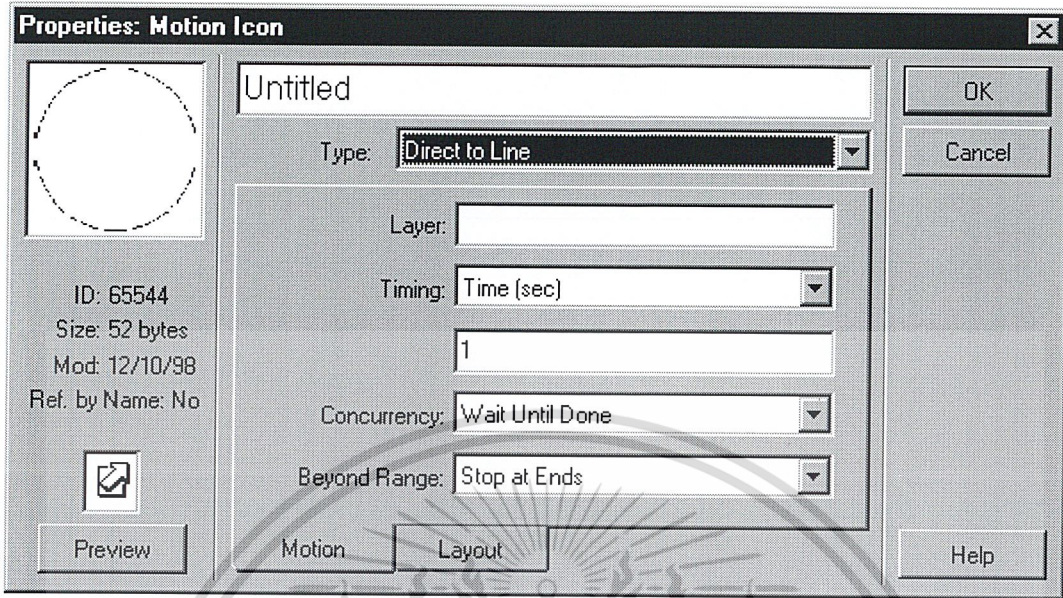 Properties: Motion Icon
Untitled
OK
Type: Direct to Line
Cancel
Layer:
ID: 65544
Timing: Time (sec)
Size: 52 bytes
1
Mod: 12/10/98
Ref. by Name: No
Concurrency: Wait Until Done
Beyond Range: Stop at Ends
Preview
Motion
Layout
Help